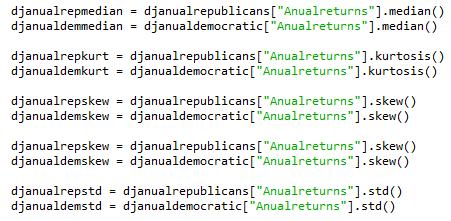 djanualrepmedian = djanualrepublicans["Anualreturns"].median()
djanualdemmedian = djanualdemocratic["Anualreturns"].median()
djanualrepkurt = djanualrepublicans["Anualreturns"].kurtosis()
djanualdemkurt = djanualdemocratic["Anualreturns"].kurtosis()
djanualrepskew = djanualrepublicans["Anualreturns"].skew()
djanualdemskew = djanualdemocratic["Anualreturns"].skew()
djanualrepskew = djanualrepublicans["Anualreturns"].skew()
djanualdemskew = djanualdemocratic["Anualreturns"].skew()
djanualrepstd = djanualrepublicans["Anualreturns"].std()
djanualdemstd = djanualdemocratic["Anualreturns"].std()